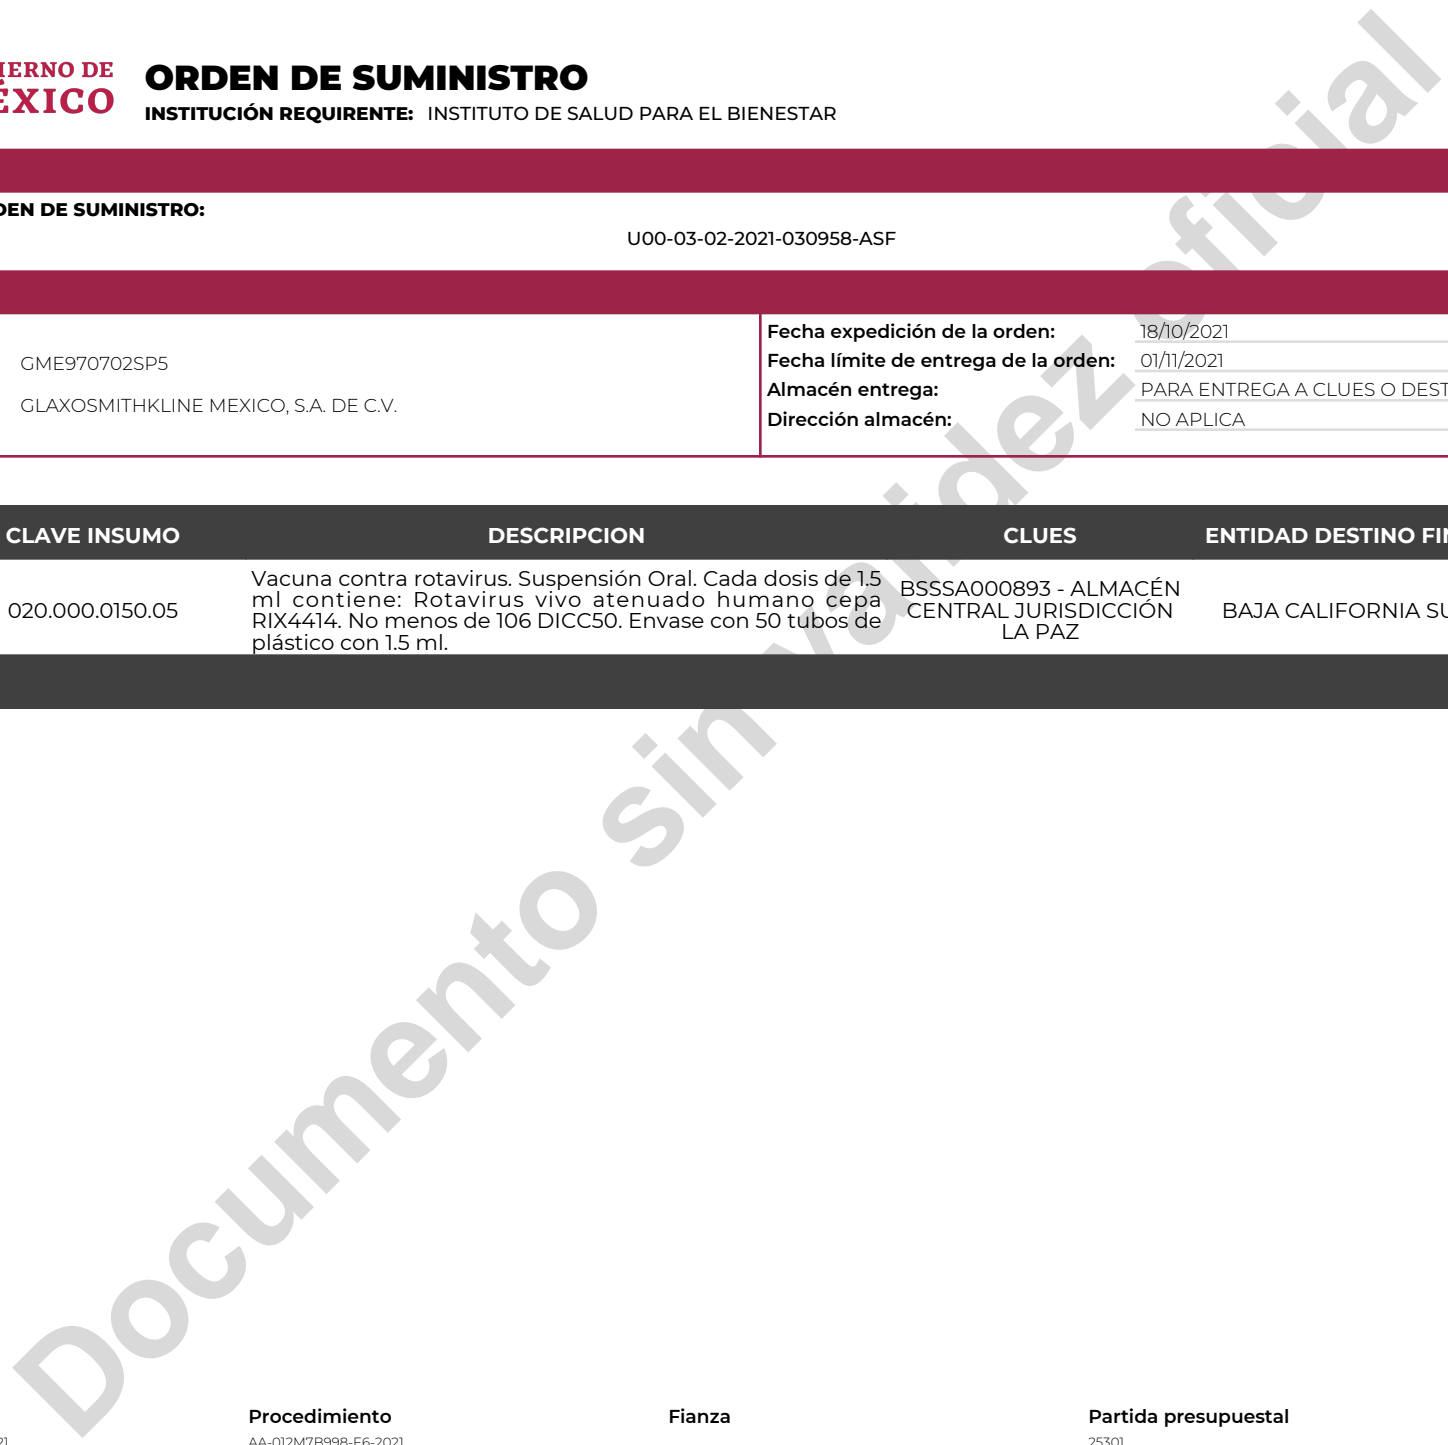 IERNO DE
ÉXICO
ORDEN DE SUMINISTRO
INSTITUCIÓN REQUIRENTE: INSTITUTO DE SALUD PARA EL BIENESTAR
DEN DE SUMINISTRO:
U00-03-02-2021-030958-ASF
GME970702SP5
GLAXOSMITHKLINE MEXICO, S.A. DE C.V.
Fecha expedición de la orden: 18/10/2021
Fecha límite de entrega de la orden: 01/11/2021
Almacén entrega: PARA ENTREGA A CLUES O DEST
Dirección almacén: NO APLICA
CLAVE INSUMO DESCRIPCION CLUES ENTIDAD DESTINO FIN
020.000.0150.05
Vacuna contra rotavirus. Suspensión Oral. Cada dosis de 1.5
ml contiene: Rotavirus vivo atenuado humano cepa
RIX4414. No menos de 106 DICC50. Envase con 50 tubos de
plástico con 1.5 ml.
BSSSA000893 - ALMACÉN
CENTRAL JURISDICCIÓN
LA PAZ
BAJA CALIFORNIA SU
Documento sin validez oficial
Procedimiento Fianza Partida presupuestal
21 AA-012M7B998-E6-2021 25301